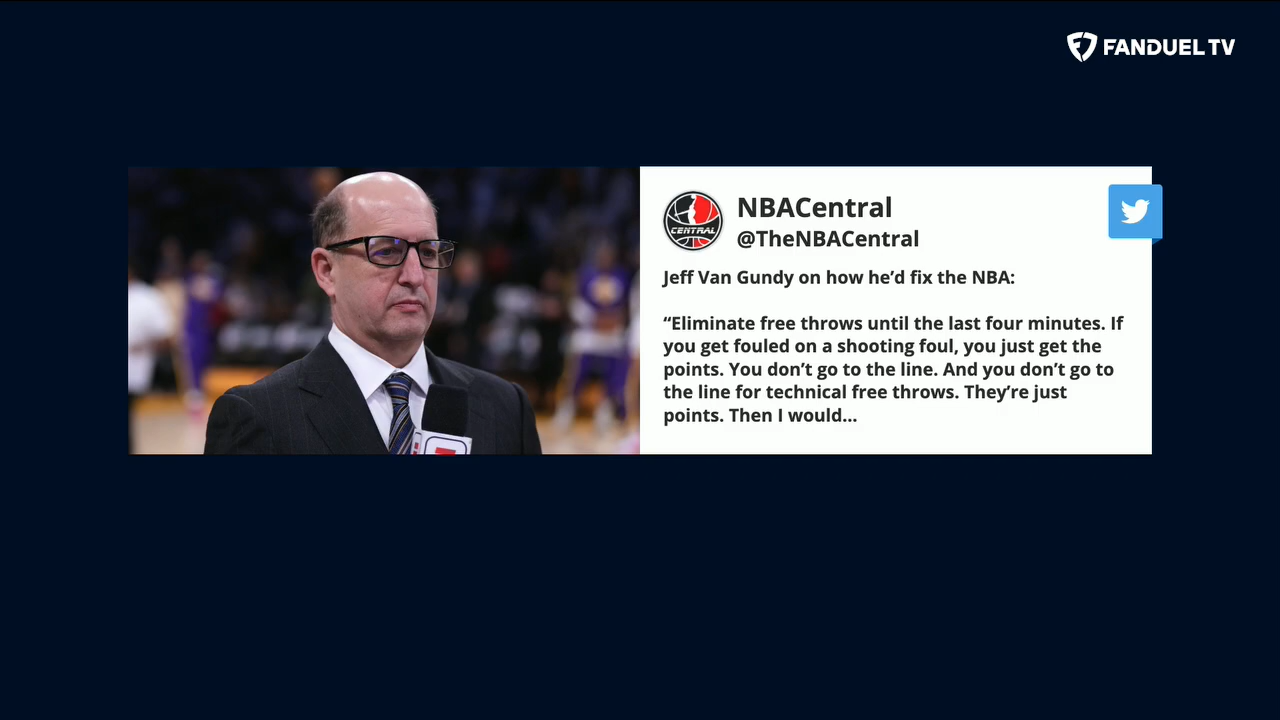 FANDUEL TV
NBACentral
CENTRAL
@TheNBACentral
Jeff Van Gundy on how he’d fix the NBA:
“Eliminate free throws until the last four minutes. If
you get fouled on a shooting foul, you just get the
points. You don’t go to the line. And you don’t go to
the line for technical free throws. They’re just
points. Then I would...